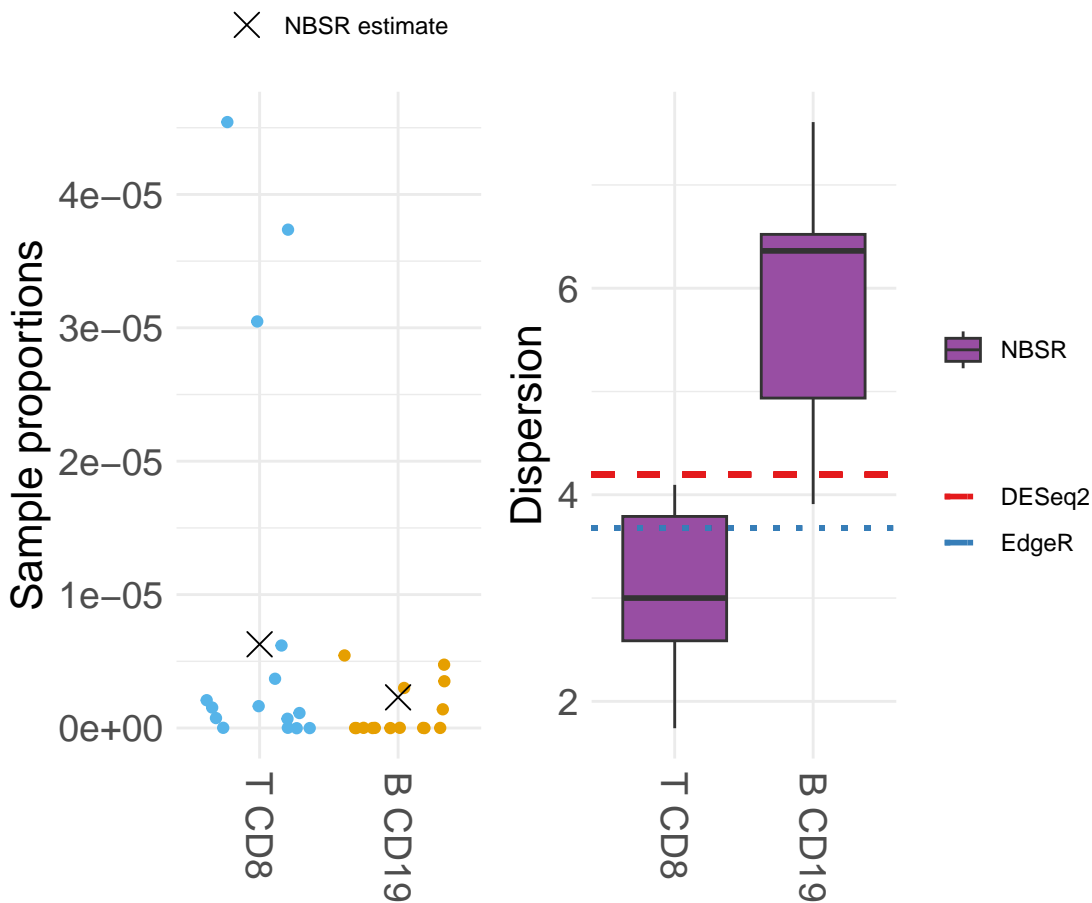 NBSR estimate
Sample proportions
4e−05
3e−05
2e−05
1e−05
0e+00
T CD8
B CD19
Dispersion
6
4
2
T CD8
B CD19
NBSR
DESeq2
EdgeR